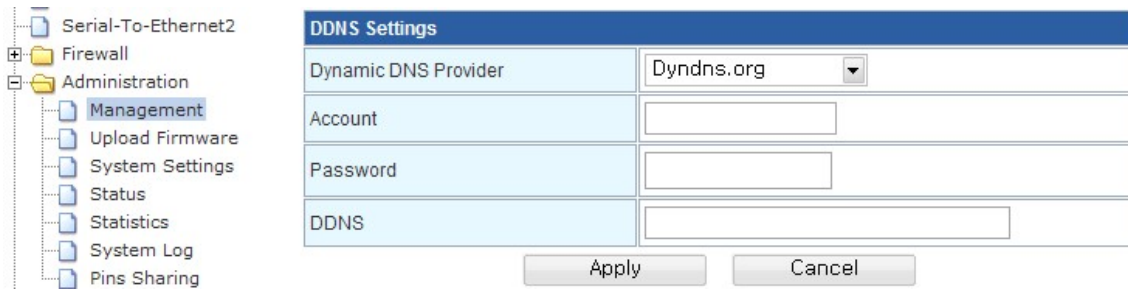 Serial-To-Ethernet2
Firewall
Administration
Management
Upload Firmware
System Settings
Status
Statistics
System Log
Pins Sharing
DDNS Settings
Dynamic DNS Provider Dyndns.org
Account
Password
DDNS
Apply Cancel